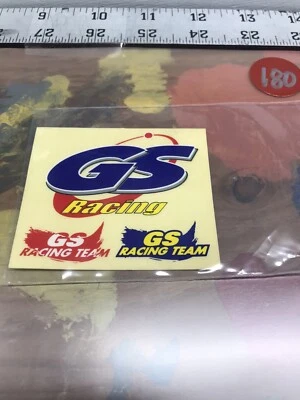 9 10 11 12 13 14
23 24 25 26 27
180
GS
Racing
GS
RACING TEAM
GS
RACING TEAM